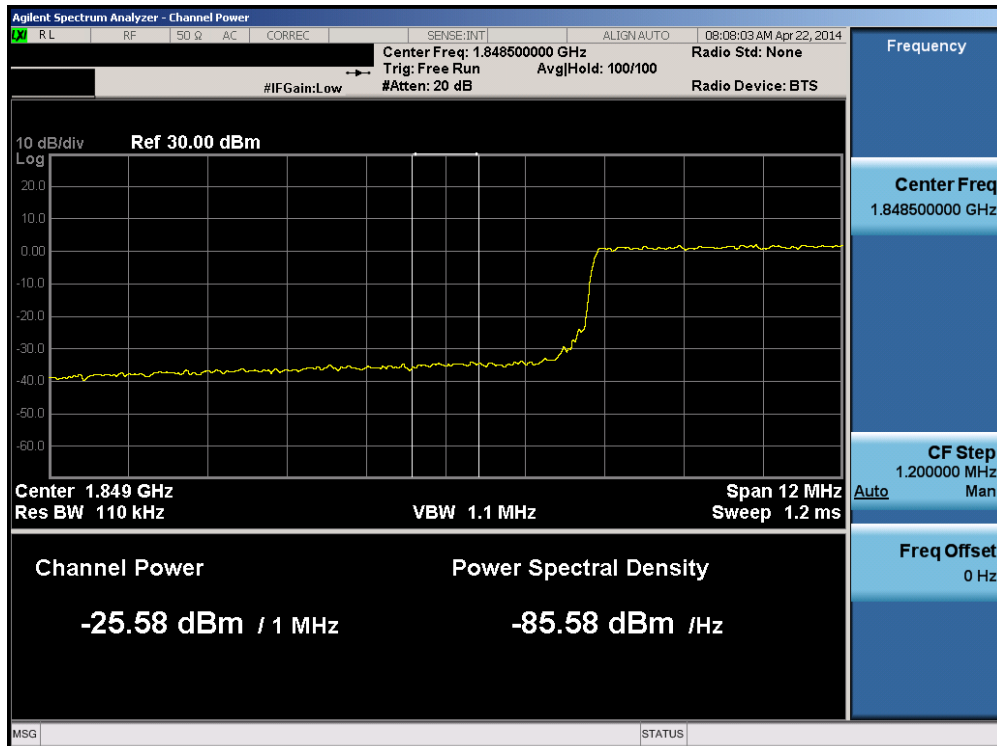 Agilent Spectrum Analyzer - Channel Power
LXI RL RF 50 Ω AC CORREC SENSE:INT ALIGN AUTO 08:08:03 AM Apr 22, 2014
Center Freq: 1.848500000 GHz Radio Std: None
Trig: Free Run Avg|Hold: 100/100
#IFGain:Low #Atten: 20 dB Radio Device: BTS
Frequency
10 dB/div Ref 30.00 dBm
Log
20.0
10.0
0.00
-10.0
-20.0
-30.0
-40.0
-50.0
-60.0
Center 1.849 GHz Span 12 MHz
Res BW 110 kHz VBW 1.1 MHz Sweep 1.2 ms
Channel Power Power Spectral Density
-25.58 dBm / 1 MHz -85.58 dBm /Hz
Center Freq
1.848500000 GHz
CF Step
1.200000 MHz
Auto Man
Freq Offset
0 Hz
MSG STATUS